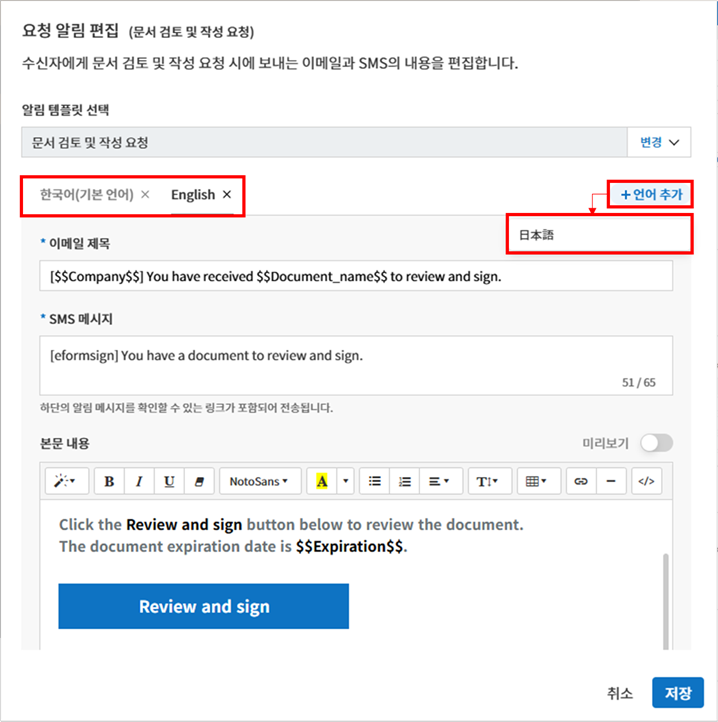 요청 알림 편집 (문서 검토 및 작성 요청)
수신자에게 문서 검토 및 작성 요청 시에 보내는 이메일과 SMS의 내용을 편집합니다.
알림 템플릿 선택
문서 검토 및 작성 요청 변경
한국어(기본 언어) × English × +언어 추가
日本語
* 이메일 제목
[$$Company$$] You have received $$Document_name$$ to review and sign.
* SMS 메시지
[eformsign] You have a document to review and sign.
51 / 65
하단의 알림 메시지를 확인할 수 있는 링크가 포함되어 전송됩니다.
본문 내용 미리보기
B I U NotoSans A T </>
Click the Review and sign button below to review the document.
The document expiration date is $$Expiration$$.
Review and sign
취소 저장